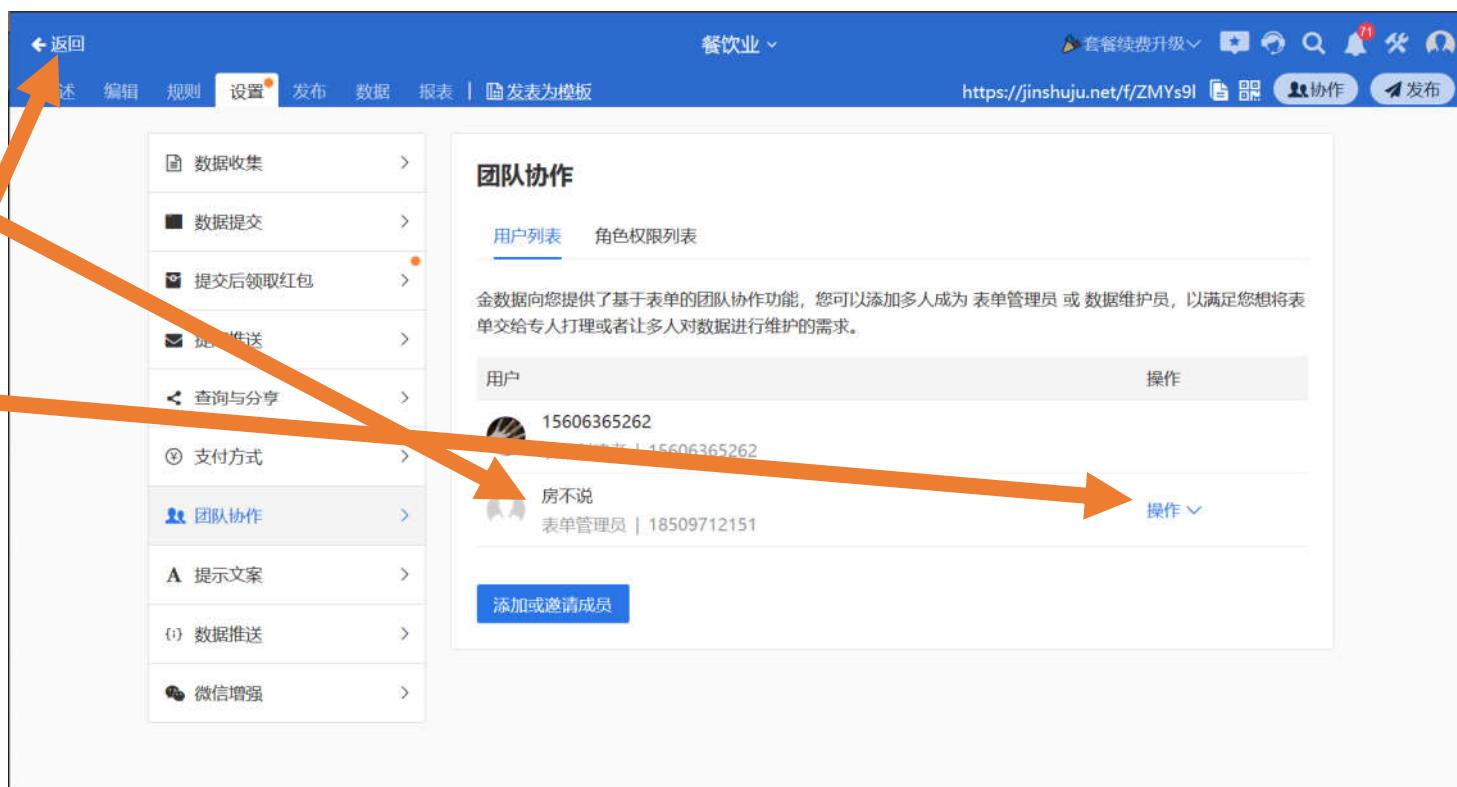 返回
餐饮业
套餐续费升级
71
述 编辑 规则 设置 发布 数据 报表 | 发表为模板
https://jinshuju.net/f/ZMYs9l 协作 发布
数据收集
数据提交
提交后领取红包
推送
查询与分享
支付方式
团队协作
提示文案
数据推送
微信增强
团队协作
用户列表 角色权限列表
金数据向您提供了基于表单的团队协作功能，您可以添加多人成为 表单管理员 或 数据维护员，以满足您想将表
单交给专人打理或者让多人对数据进行维护的需求。
用户 操作
15606365262
| 15606365262
房不说
表单管理员 | 18509712151
操作
添加或邀请成员